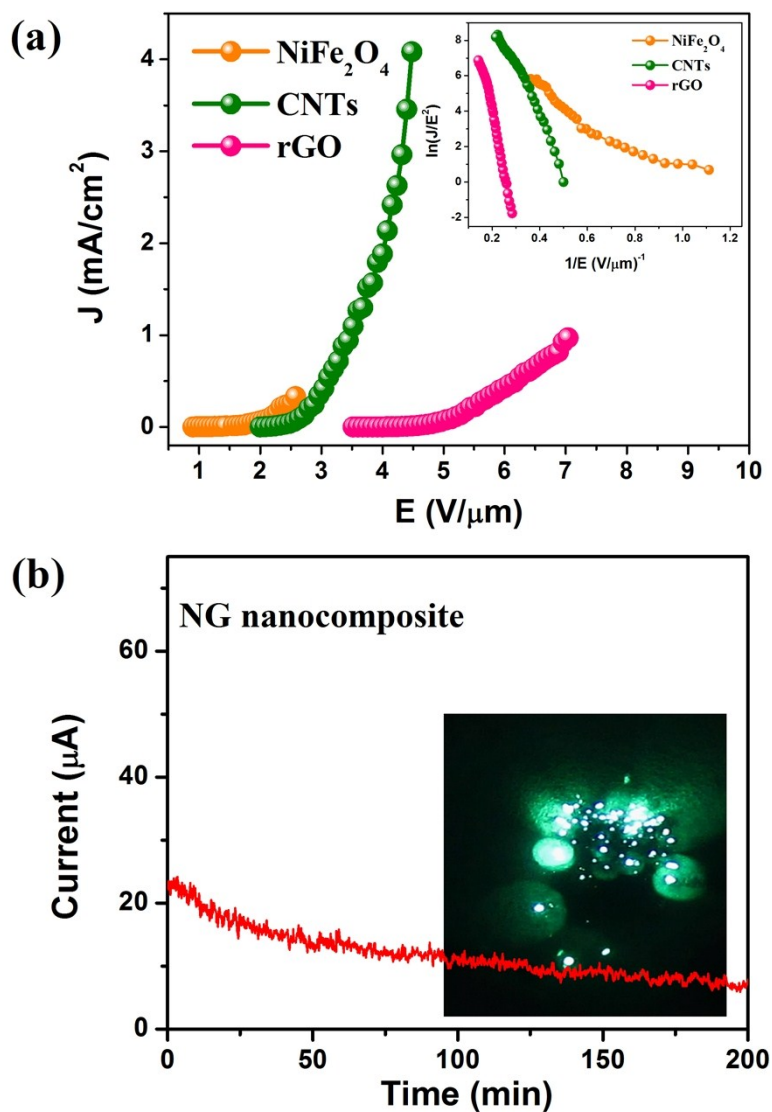 (a)
NiFe₂O₄
CNTs
rGO
J (mA/cm²)
4
3
2
1
0
1 2 3 4 5 6 7 8 9 10
E (V/μm)
ln(J/E²)
8
6
4
2
0
-2
NiFe₂O₄
CNTs
rGO
0.2 0.4 0.6 0.8 1.0 1.2
1/E (V/μm)⁻¹
(b)
NG nanocomposite
Current (μA)
60
40
20
0
0 50 100 150 200
Time (min)